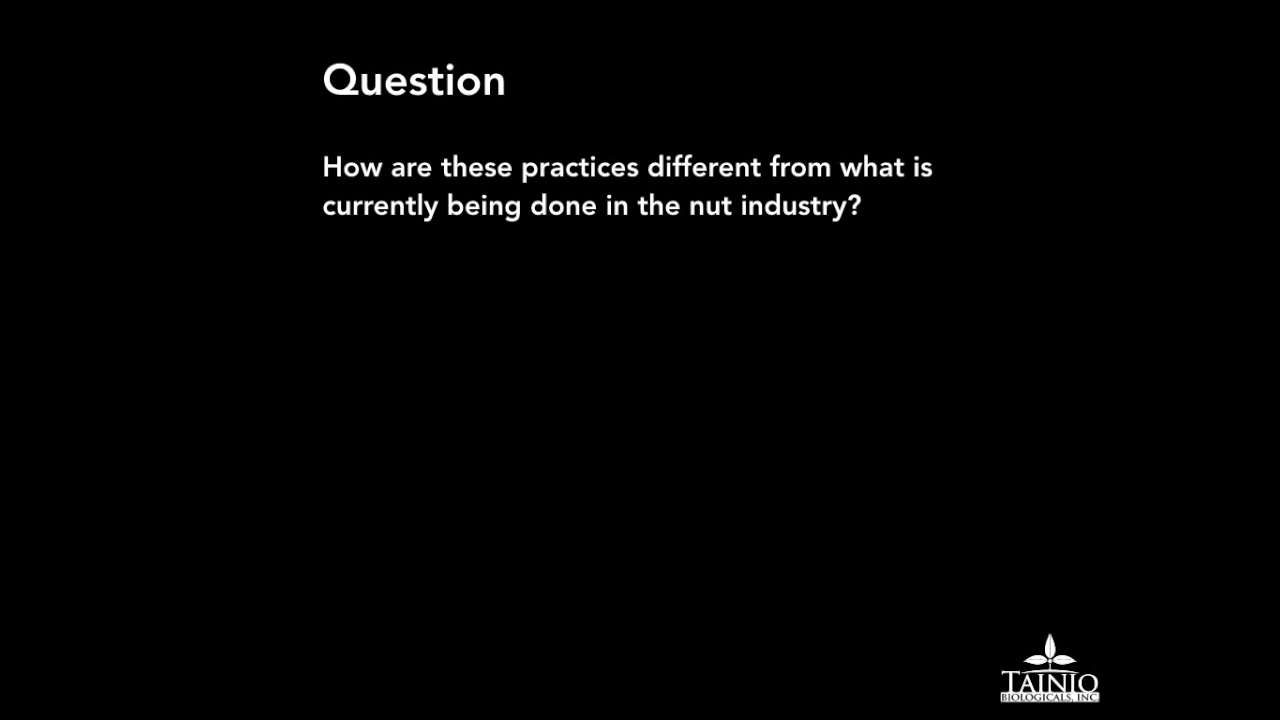 Question
How are these practices different from what is
currently being done in the nut industry?
TAINIO
BIOLOGICALS, INC